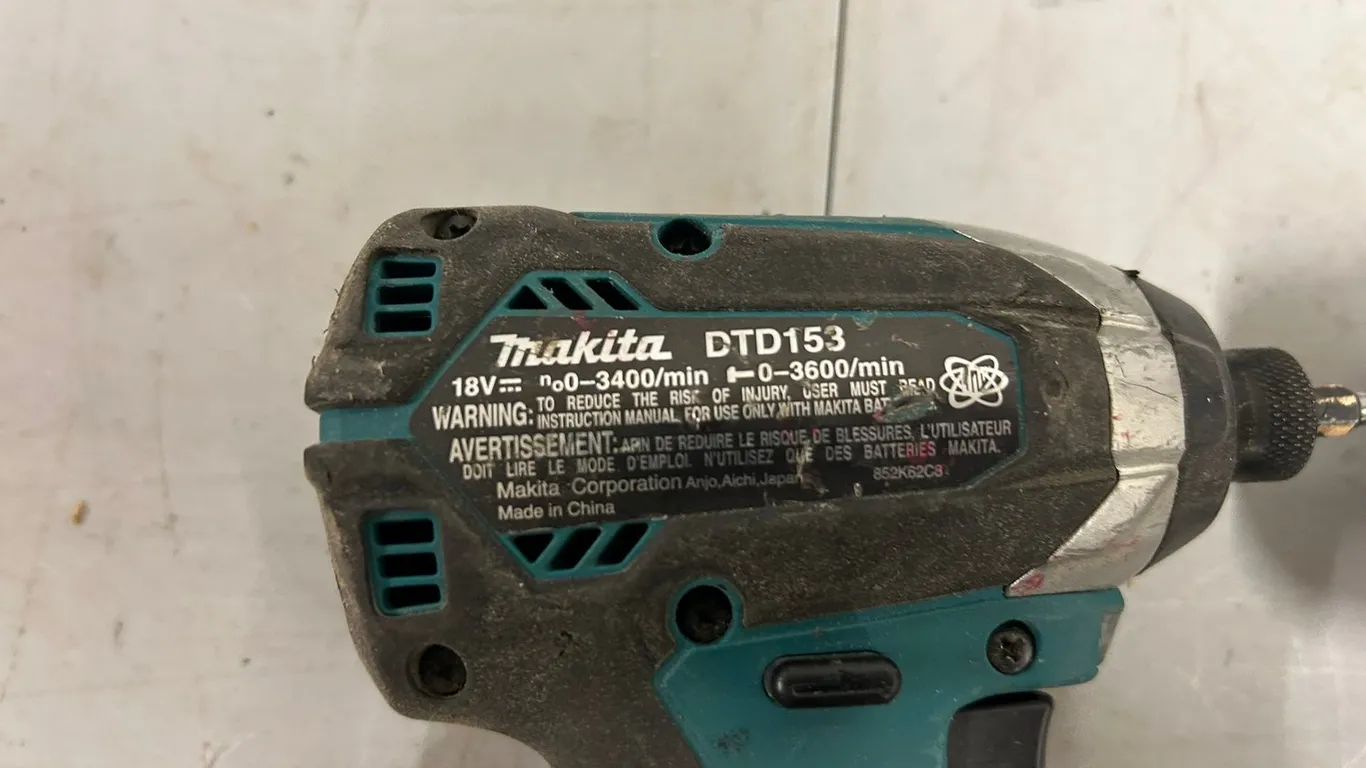 makita DTD153
18V⎓ n₀0–3400/min 0–3600/min
WARNING: TO REDUCE THE RISK OF INJURY, USER MUST READ
INSTRUCTION MANUAL. FOR USE ONLY WITH MAKITA
AVERTISSEMENT: AFIN DE REDUIRE LE RISQUE DE BLESSURES, L'UTILISATEUR
DOIT LIRE LE MODE D'EMPLOI. N'UTILISEZ QUE DES BATTERIES MAKITA.
Makita Corporation Anjo,Aichi,Japan 852K62C8
Made in China